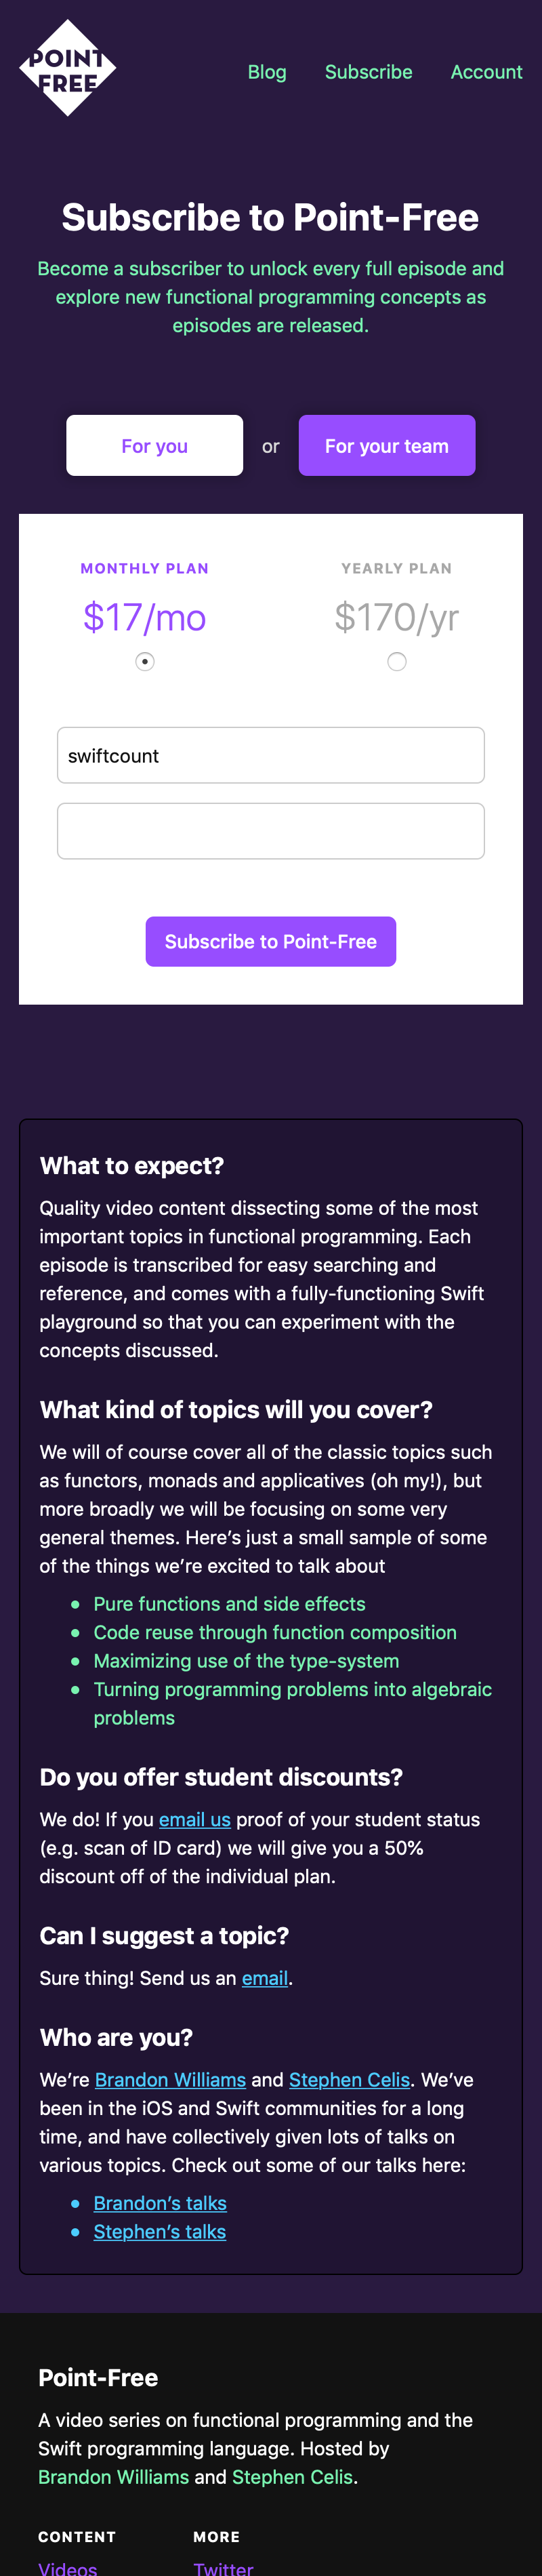 POINT
FREE
Blog
Subscribe
Account
Subscribe to Point-Free
Become a subscriber to unlock every full episode and
explore new functional programming concepts as
episodes are released.
For you
or
For your team
MONTHLY PLAN
$17/mo
YEARLY PLAN
$170/yr
swiftcount
Subscribe to Point-Free
What to expect?
Quality video content dissecting some of the most
important topics in functional programming. Each
episode is transcribed for easy searching and
reference, and comes with a fully-functioning Swift
playground so that you can experiment with the
concepts discussed.
What kind of topics will you cover?
We will of course cover all of the classic topics such
as functors, monads and applicatives (oh my!), but
more broadly we will be focusing on some very
general themes. Here’s just a small sample of some
of the things we’re excited to talk about
Pure functions and side effects
Code reuse through function composition
Maximizing use of the type-system
Turning programming problems into algebraic
problems
Do you offer student discounts?
We do! If you email us proof of your student status
(e.g. scan of ID card) we will give you a 50%
discount off of the individual plan.
Can I suggest a topic?
Sure thing! Send us an email.
Who are you?
We’re Brandon Williams and Stephen Celis. We’ve
been in the iOS and Swift communities for a long
time, and have collectively given lots of talks on
various topics. Check out some of our talks here:
Brandon’s talks
Stephen’s talks
Point-Free
A video series on functional programming and the
Swift programming language. Hosted by
Brandon Williams and Stephen Celis.
CONTENT
MORE
Videos
Twitter